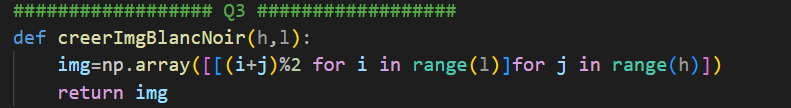 ################## Q3 ##################
def creerImgBlancNoir(h,l):
    img=np.array([[(i+j)%2 for i in range(l)]for j in range(h)])
    return img